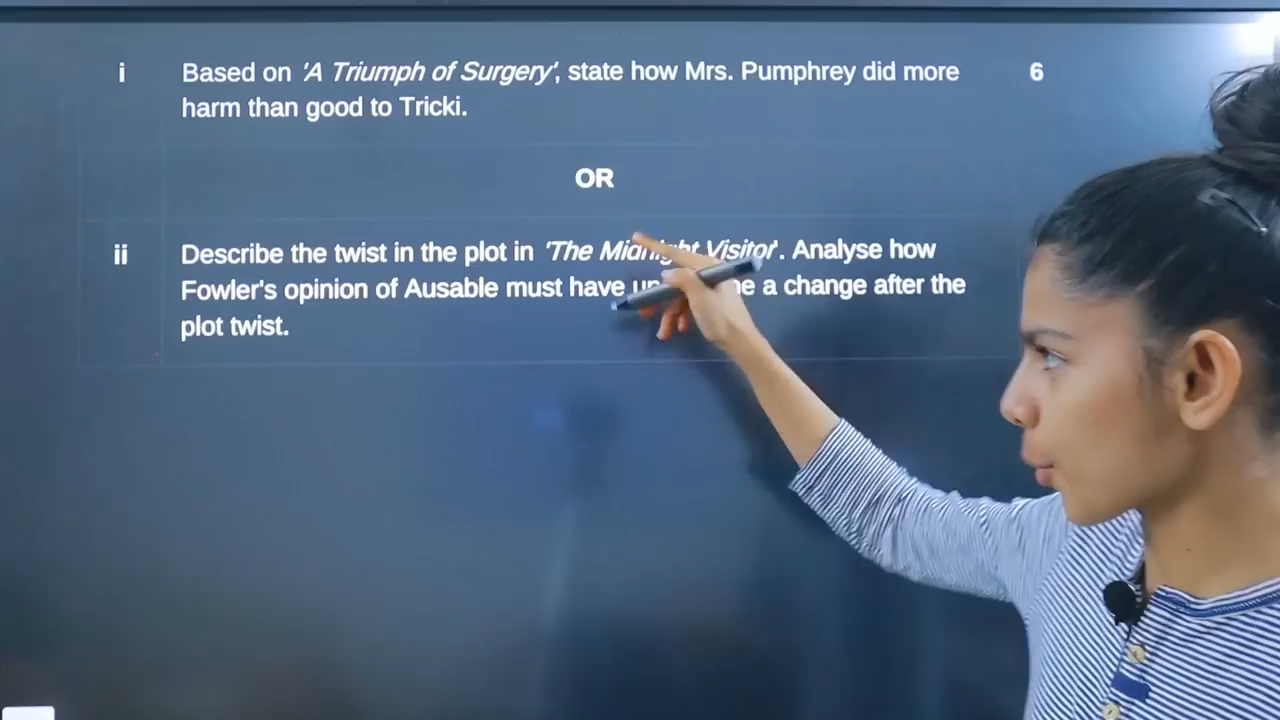 i Based on 'A Triumph of Surgery', state how Mrs. Pumphrey did more 6
harm than good to Tricki.
OR
ii Describe the twist in the plot in 'The Midnight Visitor'. Analyse how
Fowler's opinion of Ausable must have a change after the
plot twist.